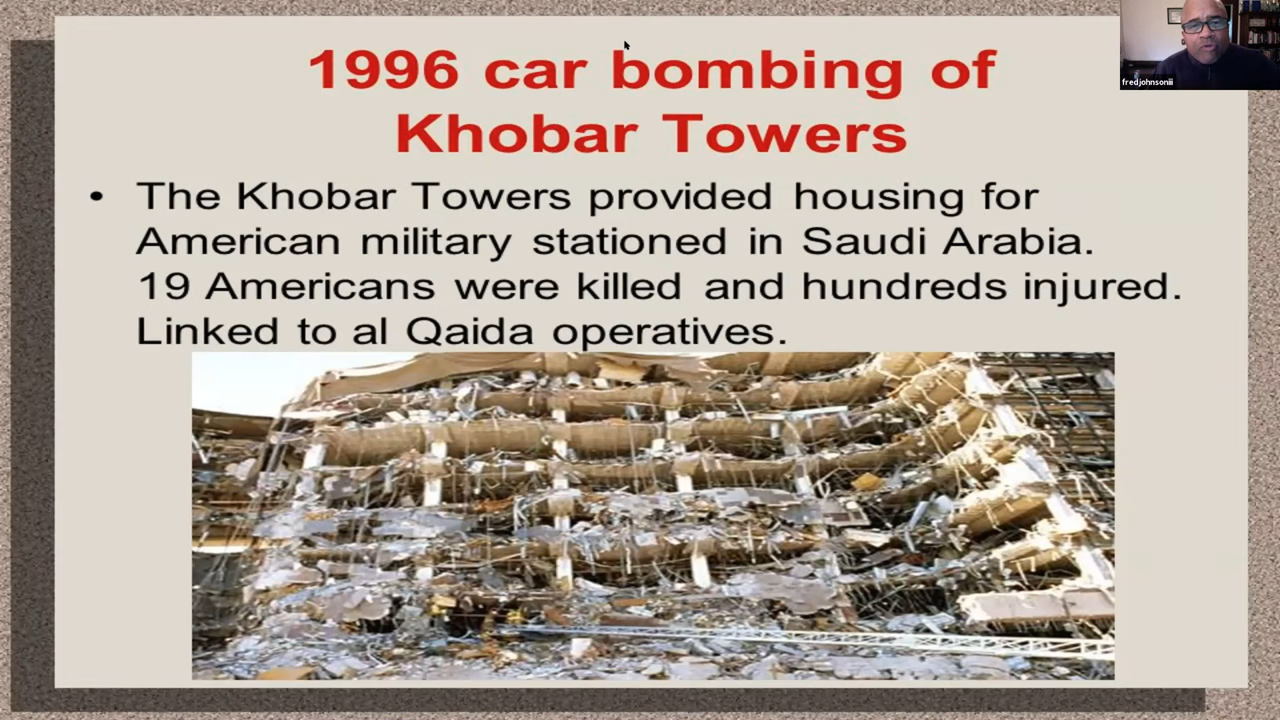 1996 car bombing of
Khobar Towers
fredjohnsoniii
• The Khobar Towers provided housing for
American military stationed in Saudi Arabia.
19 Americans were killed and hundreds injured.
Linked to al Qaida operatives.